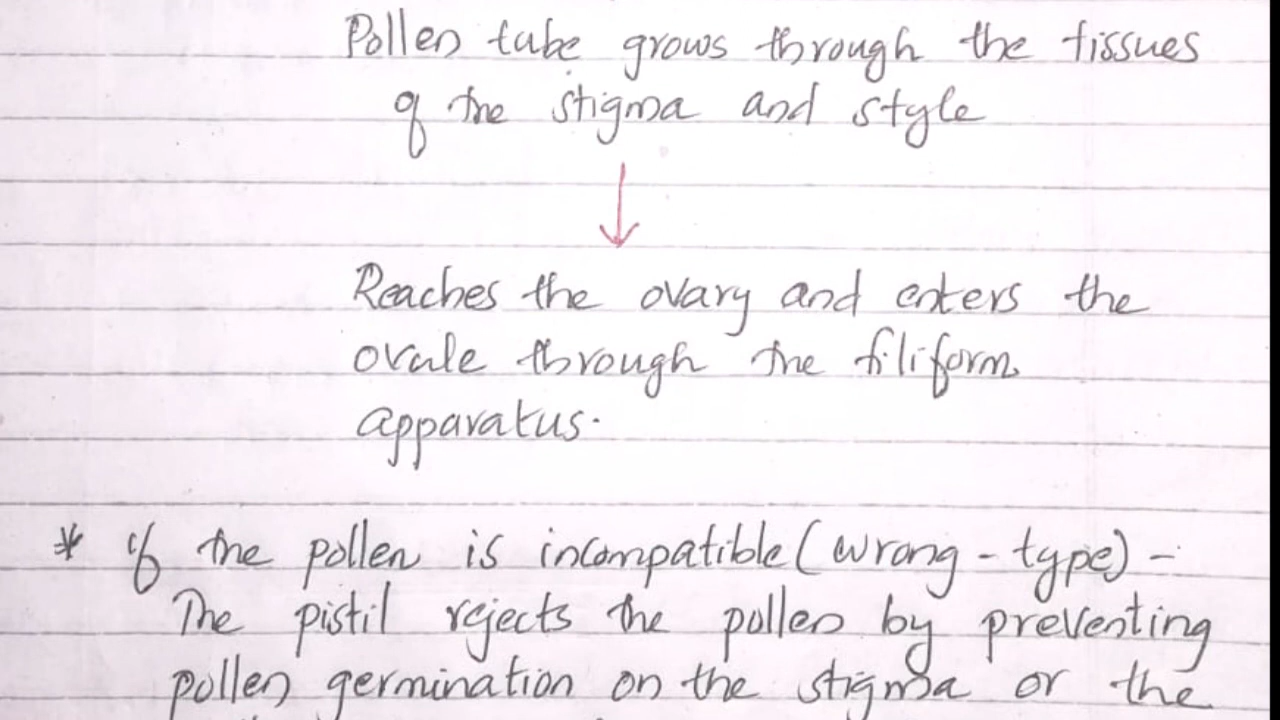 Pollen tube grows through the tissues
of the stigma and style
Reaches the ovary and enters the
ovule through the filiform
apparatus.
* if the pollen is incompatible (wrong-type) -
The pistil rejects the pollen by preventing
pollen germination on the stigma or the